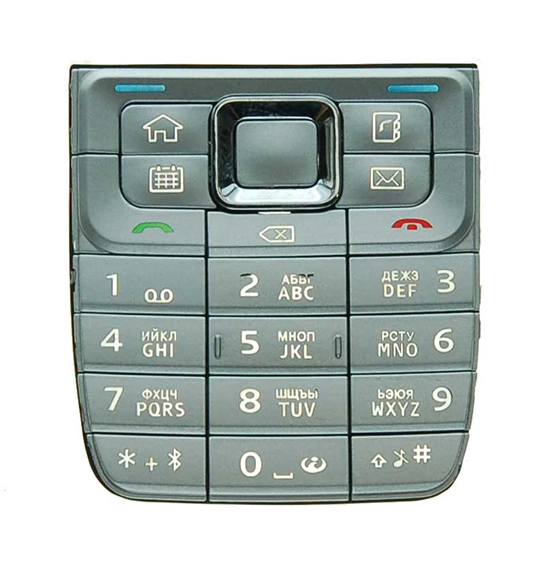 1
2 АБВГ
ABC
ДЕЖЗ 3
DEF
4 ИЙКЛ
GHI
5 МНОП
JKL
РСТУ 6
MNO
7 ФХЦЧ
PQRS
8 ШЩЪЫ
TUV
ЬЭЮЯ 9
WXYZ
* +
0
#